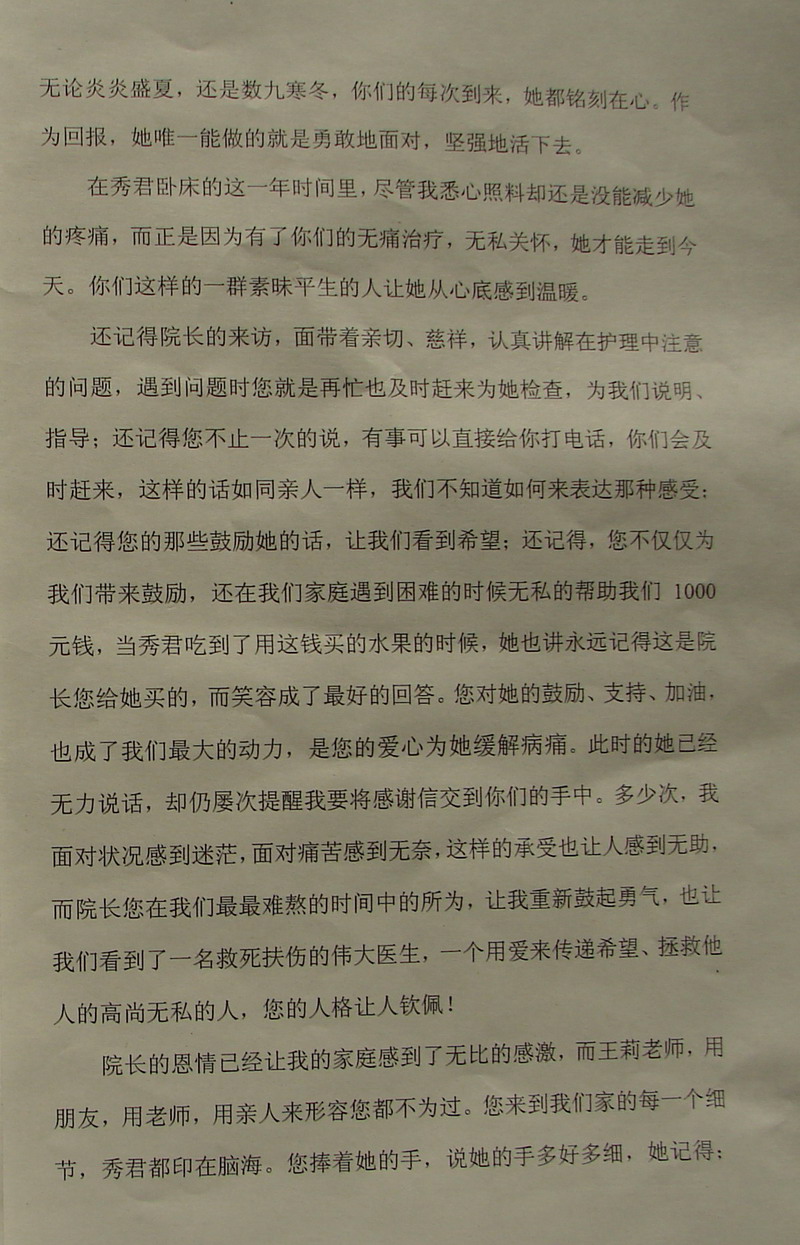 无论炎炎盛夏，还是数九寒冬，你们的每次到来，她都铭刻在心。作
为回报，她唯一能做的就是勇敢地面对，坚强地活下去。
在秀君卧床的这一年时间里，尽管我悉心照料却还是没能减少她
的疼痛，而正是因为有了你们的无痛治疗，无私关怀，她才能走到今
天。你们这样的一群素昧平生的人让她从心底感到温暖。
还记得院长的来访，面带着亲切、慈祥，认真讲解在护理中注意
的问题，遇到问题时您就是再忙也及时赶来为她检查，为我们说明、
指导；还记得您不止一次的说，有事可以直接给你打电话，你们会及
时赶来，这样的话如同亲人一样，我们不知道如何来表达那种感受；
还记得您的那些鼓励她的话，让我们看到希望；还记得，您不仅仅为
我们带来鼓励，还在我们家庭遇到困难的时候无私的帮助我们 1000
元钱，当秀君吃到了用这钱买的水果的时候，她也讲永远记得这是院
长您给她买的，而笑容成了最好的回答。您对她的鼓励、支持、加油，
也成了我们最大的动力，是您的爱心为她缓解病痛。此时的她已经
无力说话，却仍屡次提醒我要将感谢信交到你们的手中。多少次，我
面对状况感到迷茫，面对痛苦感到无奈，这样的承受也让人感到无助，
而院长您在我们最最难熬的时间中的所为，让我重新鼓起勇气，也让
我们看到了一名救死扶伤的伟大医生，一个用爱来传递希望、拯救他
人的高尚无私的人，您的人格让人钦佩！
院长的恩情已经让我的家庭感到了无比的感激，而王莉老师，用
朋友，用老师，用亲人来形容您都不为过。您来到我们家的每一个细
节，秀君都印在脑海。您捧着她的手，说她的手多好多细，她记得；